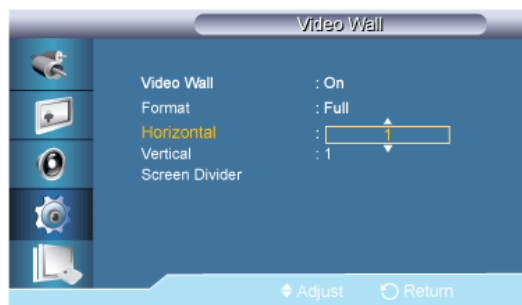 Video Wall
Video Wall : On
Format : Full
Horizontal : 1
Vertical : 1
Screen Divider
Adjust Return